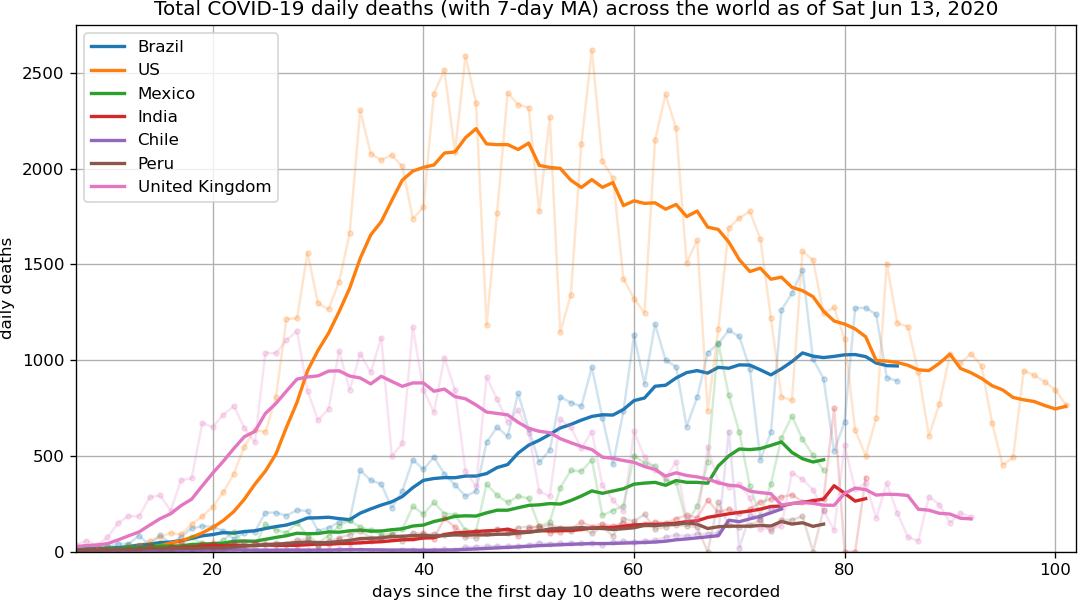 Total COVID-19 daily deaths (with 7-day MA) across the world as of Sat Jun 13, 2020
Brazil
US
Mexico
India
Chile
Peru
United Kingdom
daily deaths
2500
2000
1500
1000
500
0
20
40
60
80
100
days since the first day 10 deaths were recorded